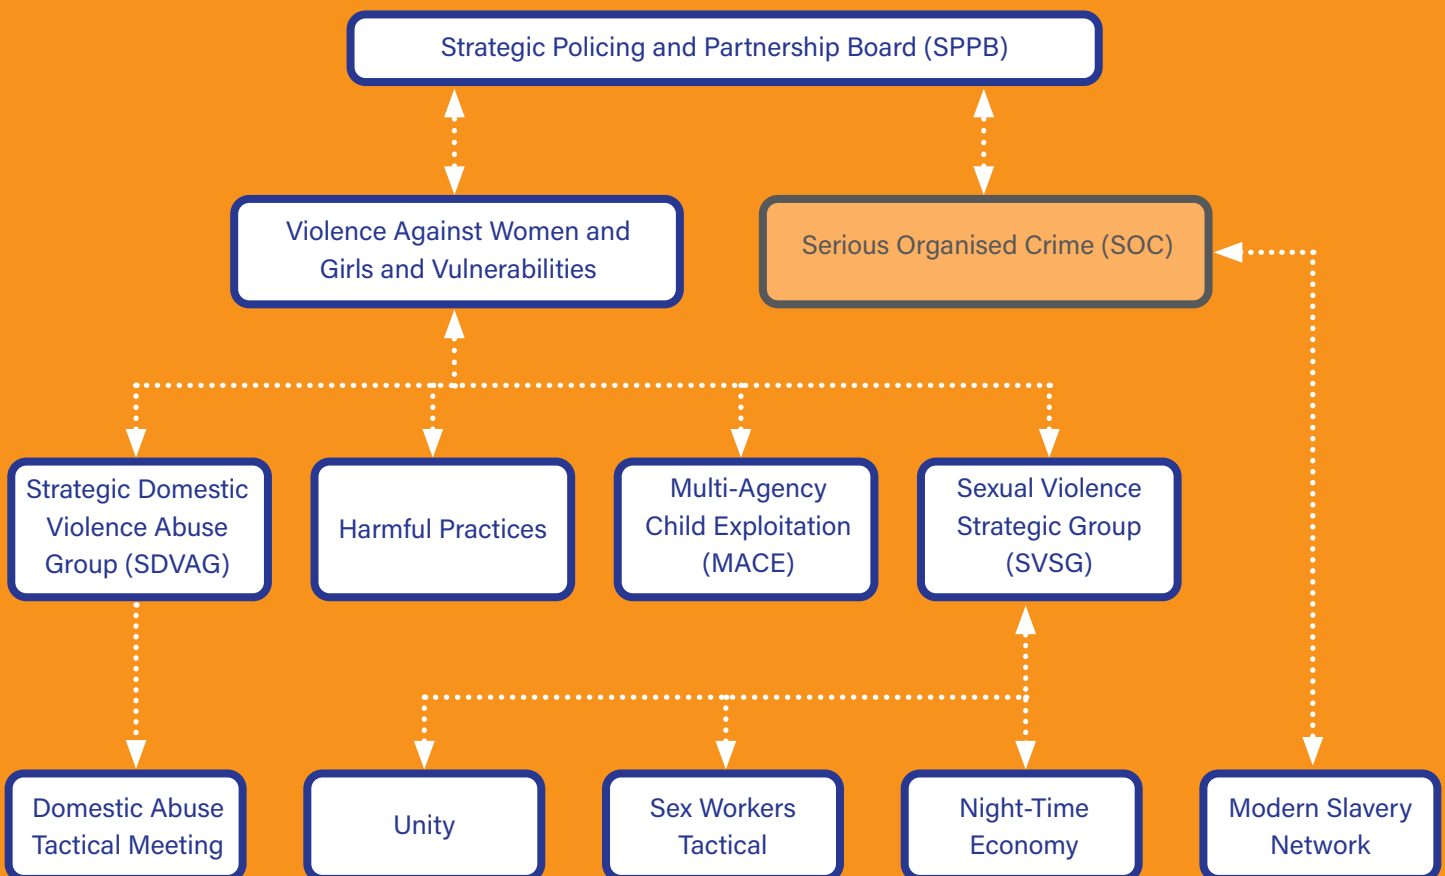 Strategic Policing and Partnership Board (SPPB)
Violence Against Women and
Girls and Vulnerabilities
Serious Organised Crime (SOC)
Strategic Domestic
Violence Abuse
Group (SDVAG)
Harmful Practices
Multi-Agency
Child Exploitation
(MACE)
Sexual Violence
Strategic Group
(SVSG)
Domestic Abuse
Tactical Meeting
Unity
Sex Workers
Tactical
Night-Time
Economy
Modern Slavery
Network